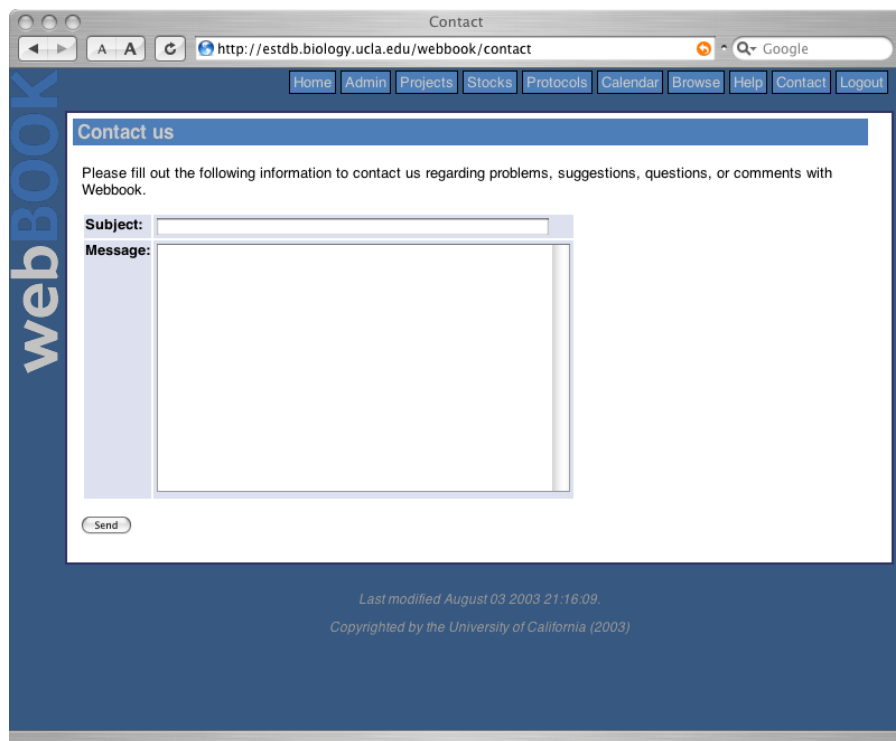 Contact
A A http://estdb.biology.ucla.edu/webbook/contact Google
Home Admin Projects Stocks Protocols Calendar Browse Help Contact Logout
webBOOK
Contact us
Please fill out the following information to contact us regarding problems, suggestions, questions, or comments with
Webbook.
Subject:
Message:
Send
Last modified August 03 2003 21:16:09.
Copyrighted by the University of California (2003)